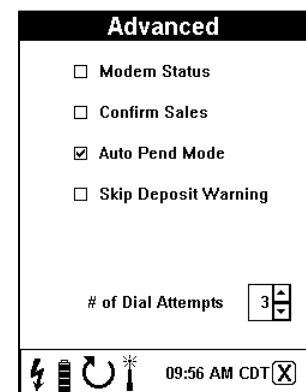 Advanced
Modem Status
Confirm Sales
Auto Pend Mode
Skip Deposit Warning
# of Dial Attempts 3
09:56 AM CDT X